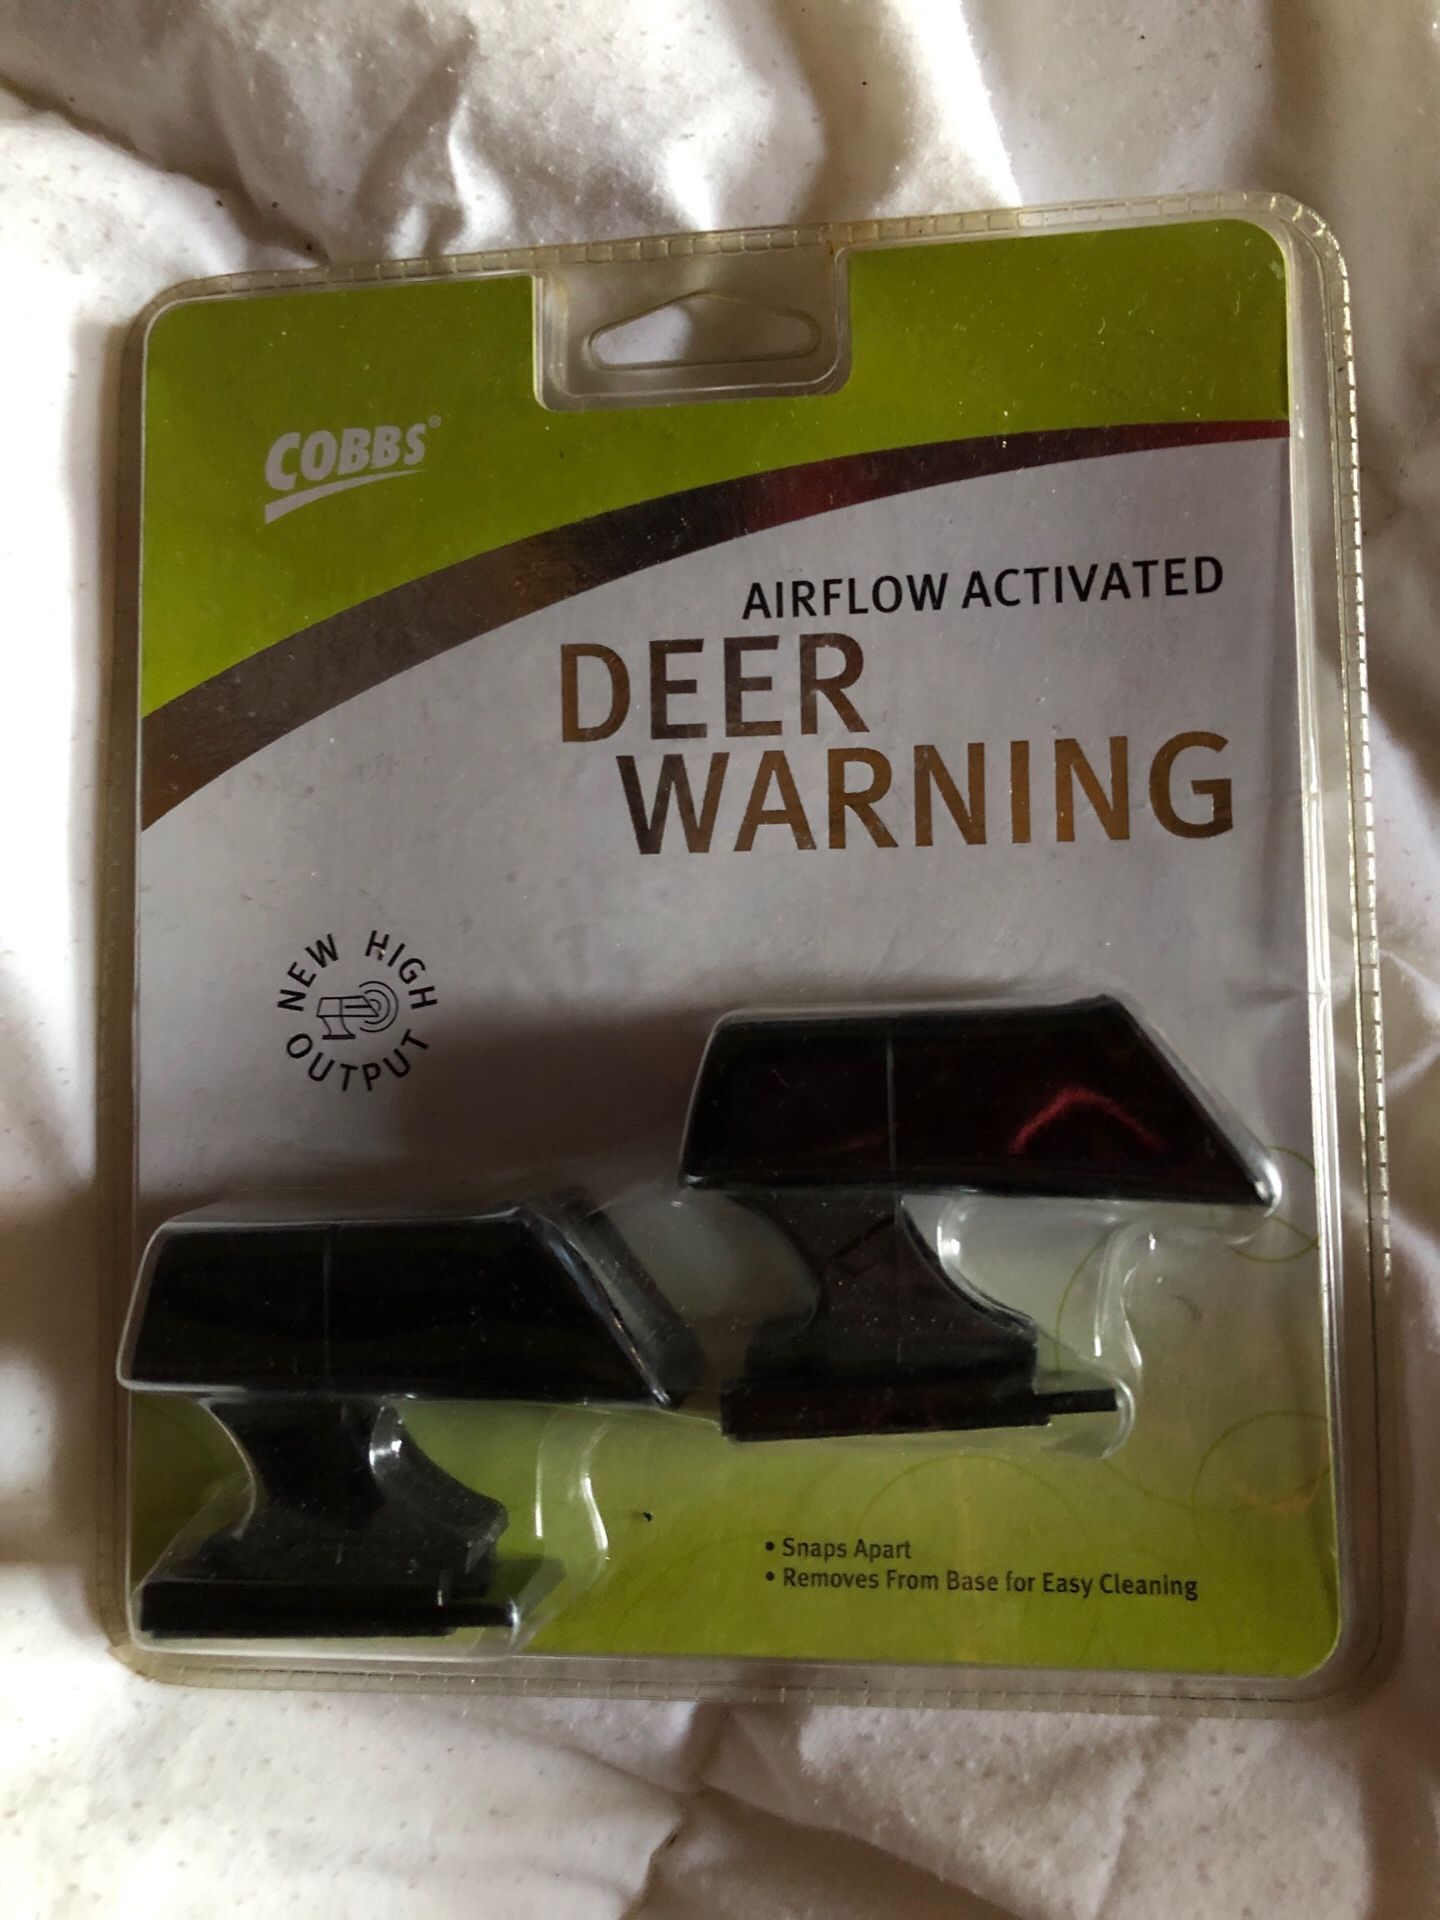 COBBS®
AIRFLOW ACTIVATED
DEER
WARNING
NEW HIGH
OUTPUT
• Snaps Apart
• Removes From Base for Easy Cleaning